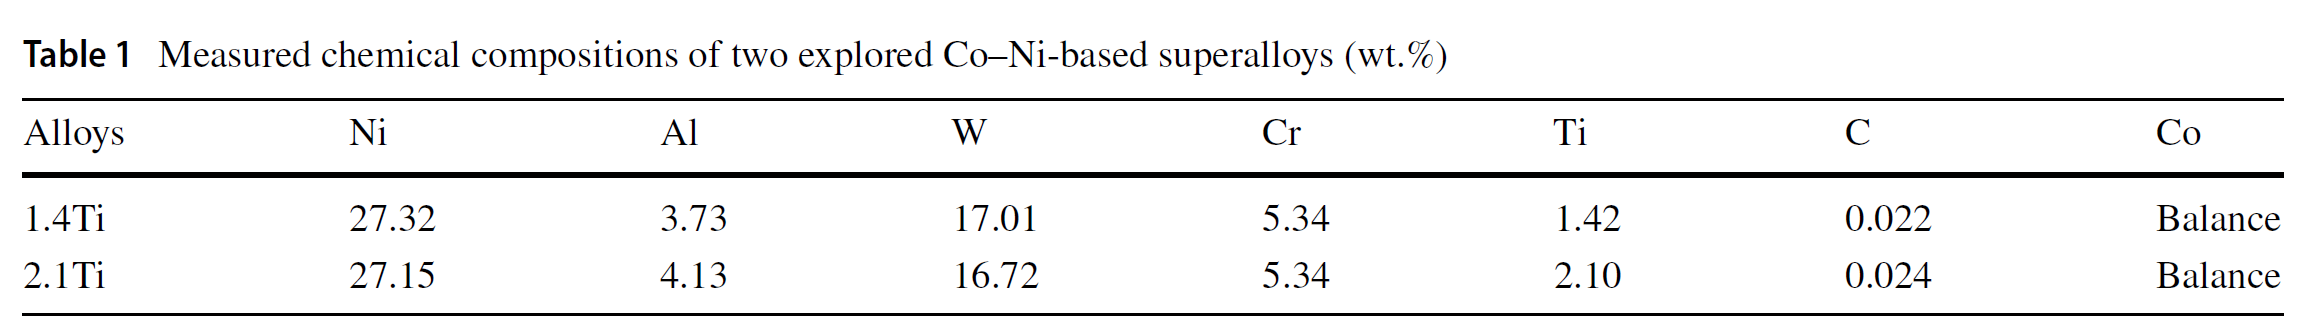 Table 1 Measured chemical compositions of two explored Co–Ni-based superalloys (wt.%)
Alloys Ni Al W Cr Ti C Co
1.4Ti 27.32 3.73 17.01 5.34 1.42 0.022 Balance
2.1Ti 27.15 4.13 16.72 5.34 2.10 0.024 Balance